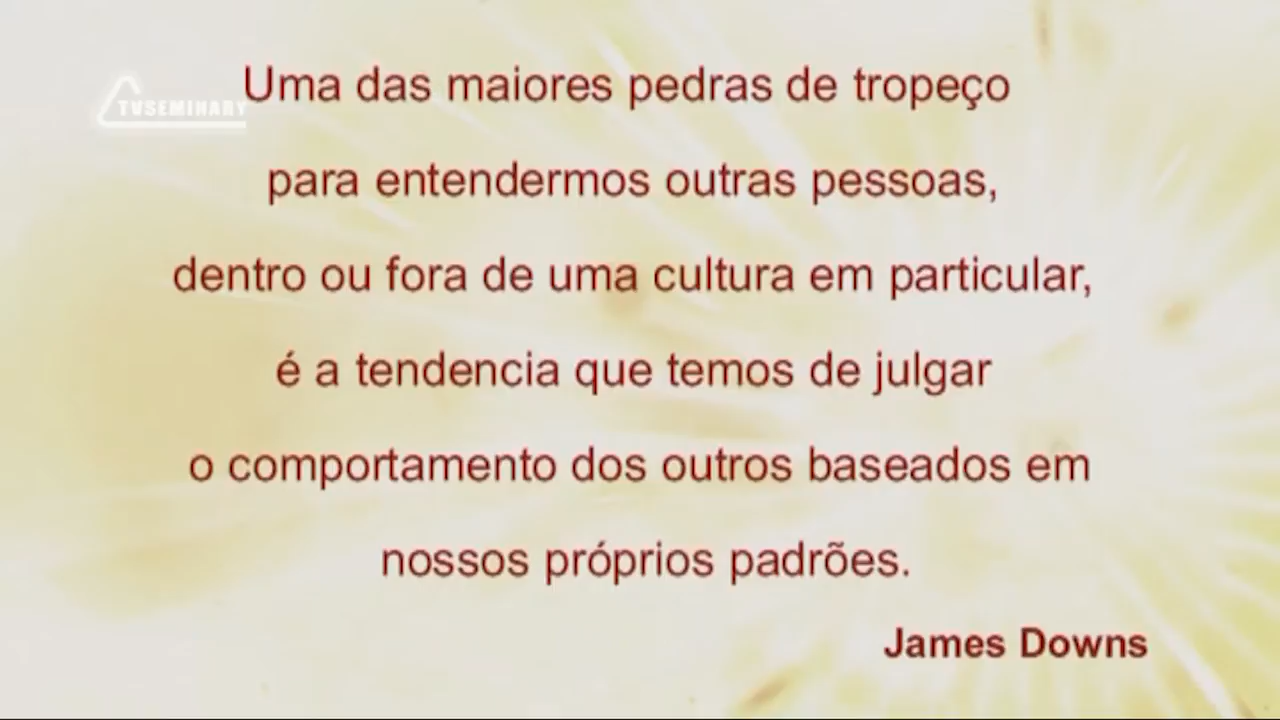 Uma das maiores pedras de tropeço
TVSEMINARY
para entendermos outras pessoas,
dentro ou fora de uma cultura em particular,
é a tendencia que temos de julgar
o comportamento dos outros baseados em
nossos próprios padrões.
James Downs